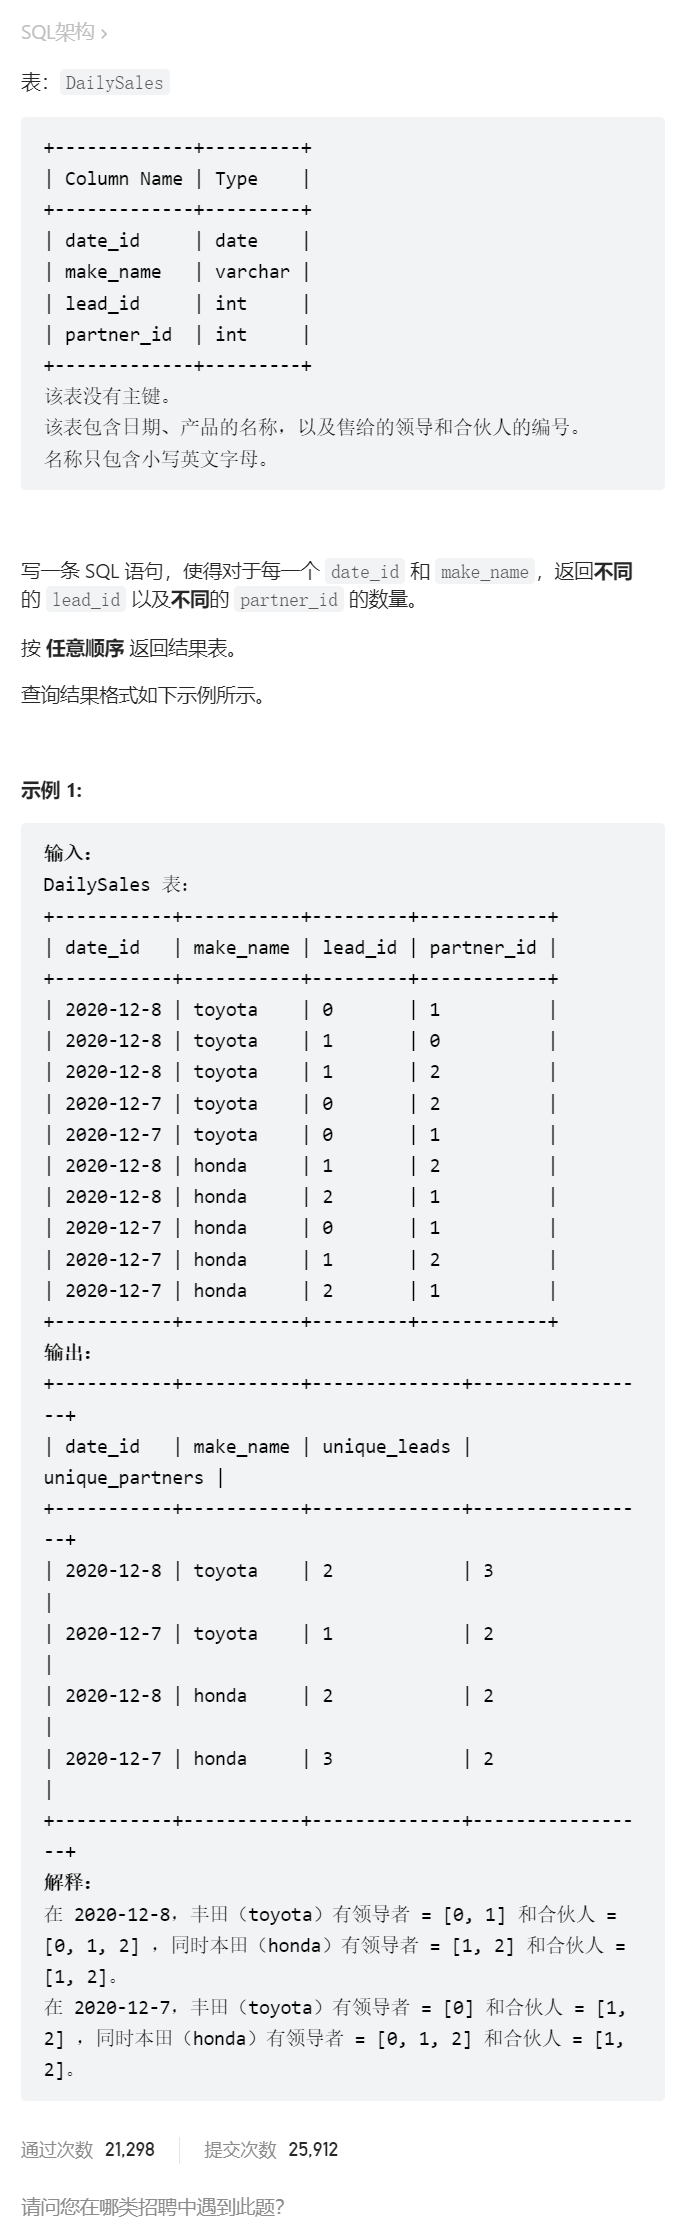 SQL架构 ›
表：DailySales
+-------------+---------+
| Column Name | Type    |
+-------------+---------+
| date_id     | date    |
| make_name   | varchar |
| lead_id     | int     |
| partner_id  | int     |
+-------------+---------+
该表没有主键。
该表包含日期、产品的名称，以及售给的领导和合伙人的编号。
名称只包含小写英文字母。
写一条 SQL 语句，使得对于每一个 date_id 和 make_name，返回不同
的 lead_id 以及不同的 partner_id 的数量。
按 任意顺序 返回结果表。
查询结果格式如下示例所示。
示例 1:
输入：
DailySales 表：
+-----------+-----------+---------+------------+
| date_id   | make_name | lead_id | partner_id |
+-----------+-----------+---------+------------+
| 2020-12-8 | toyota    | 0       | 1          |
| 2020-12-8 | toyota    | 1       | 0          |
| 2020-12-8 | toyota    | 1       | 2          |
| 2020-12-7 | toyota    | 0       | 2          |
| 2020-12-7 | toyota    | 0       | 1          |
| 2020-12-8 | honda     | 1       | 2          |
| 2020-12-8 | honda     | 2       | 1          |
| 2020-12-7 | honda     | 0       | 1          |
| 2020-12-7 | honda     | 1       | 2          |
| 2020-12-7 | honda     | 2       | 1          |
+-----------+-----------+---------+------------+
输出：
+-----------+-----------+--------------+---------------
--+
| date_id   | make_name | unique_leads |
unique_partners |
+-----------+-----------+--------------+---------------
--+
| 2020-12-8 | toyota    | 2            | 3
|
| 2020-12-7 | toyota    | 1            | 2
|
| 2020-12-8 | honda     | 2            | 2
|
| 2020-12-7 | honda     | 3            | 2
|
+-----------+-----------+--------------+---------------
--+
解释：
在 2020-12-8，丰田（toyota）有领导者 = [0, 1] 和合伙人 =
[0, 1, 2] ，同时本田（honda）有领导者 = [1, 2] 和合伙人 =
[1, 2]。
在 2020-12-7，丰田（toyota）有领导者 = [0] 和合伙人 = [1,
2] ，同时本田（honda）有领导者 = [0, 1, 2] 和合伙人 = [1,
2]。
通过次数 21,298 提交次数 25,912
请问您在哪类招聘中遇到此题？